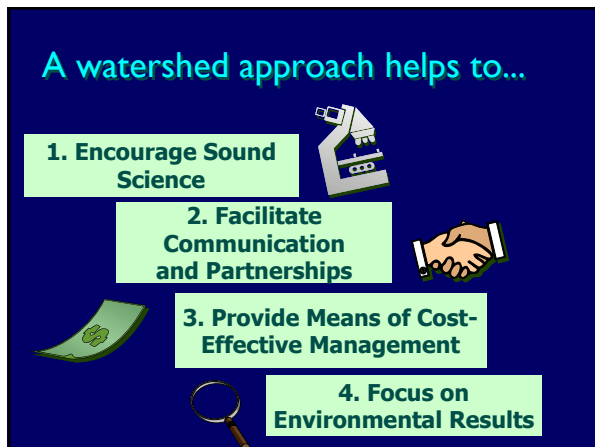 A watershed approach helps to...
1. Encourage Sound
Science
2. Facilitate
Communication
and Partnerships
$
3. Provide Means of Cost-
Effective Management
4. Focus on
Environmental Results